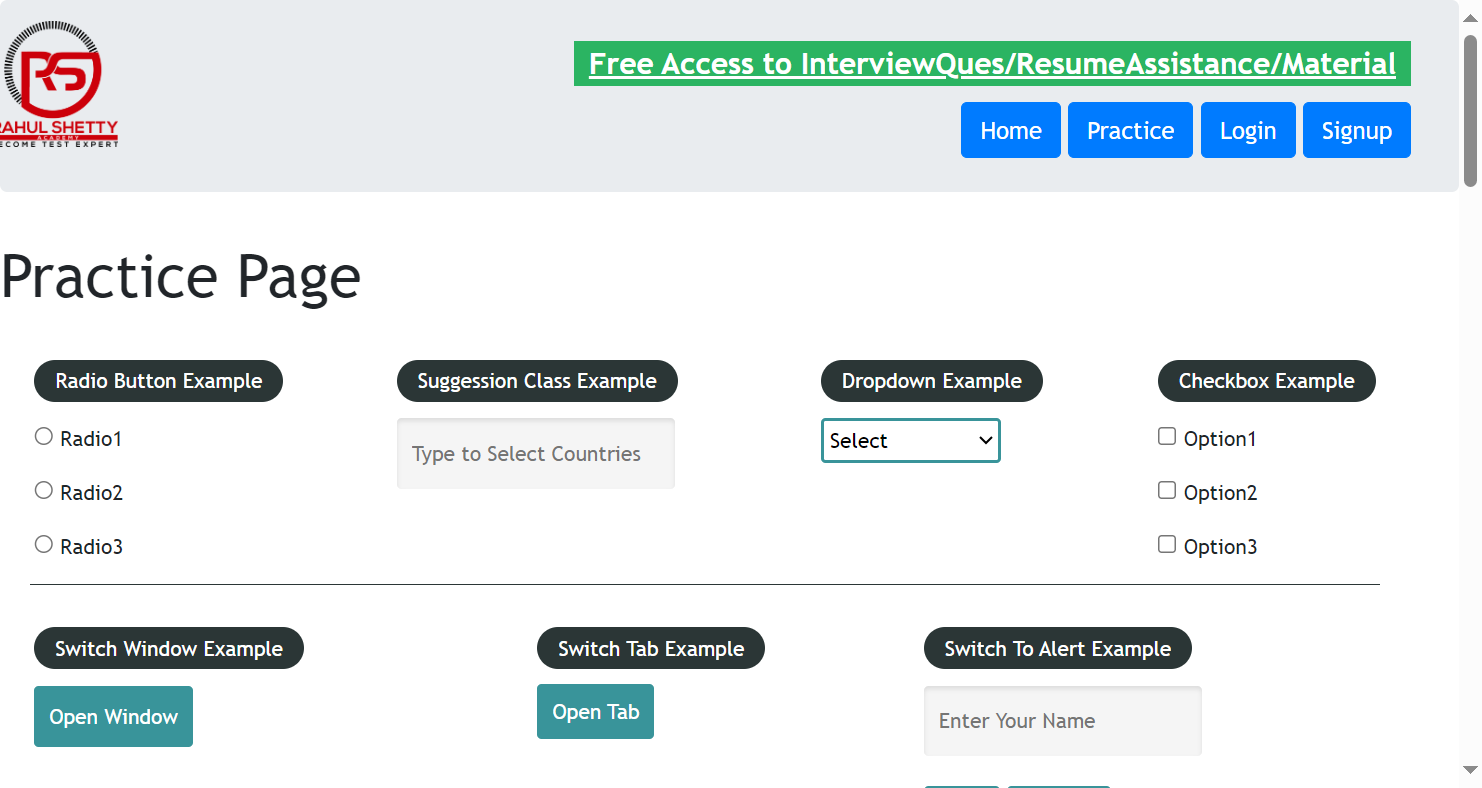 Free Access to InterviewQues/ResumeAssistance/Material
RS
RAHUL SHETTY
ACADEMY
ECOME TEST EXPERT
Home Practice Login Signup
Practice Page
Radio Button Example
Radio1
Radio2
Radio3
Suggession Class Example
Type to Select Countries
Dropdown Example
Select
Checkbox Example
Option1
Option2
Option3
Switch Window Example
Open Window
Switch Tab Example
Open Tab
Switch To Alert Example
Enter Your Name